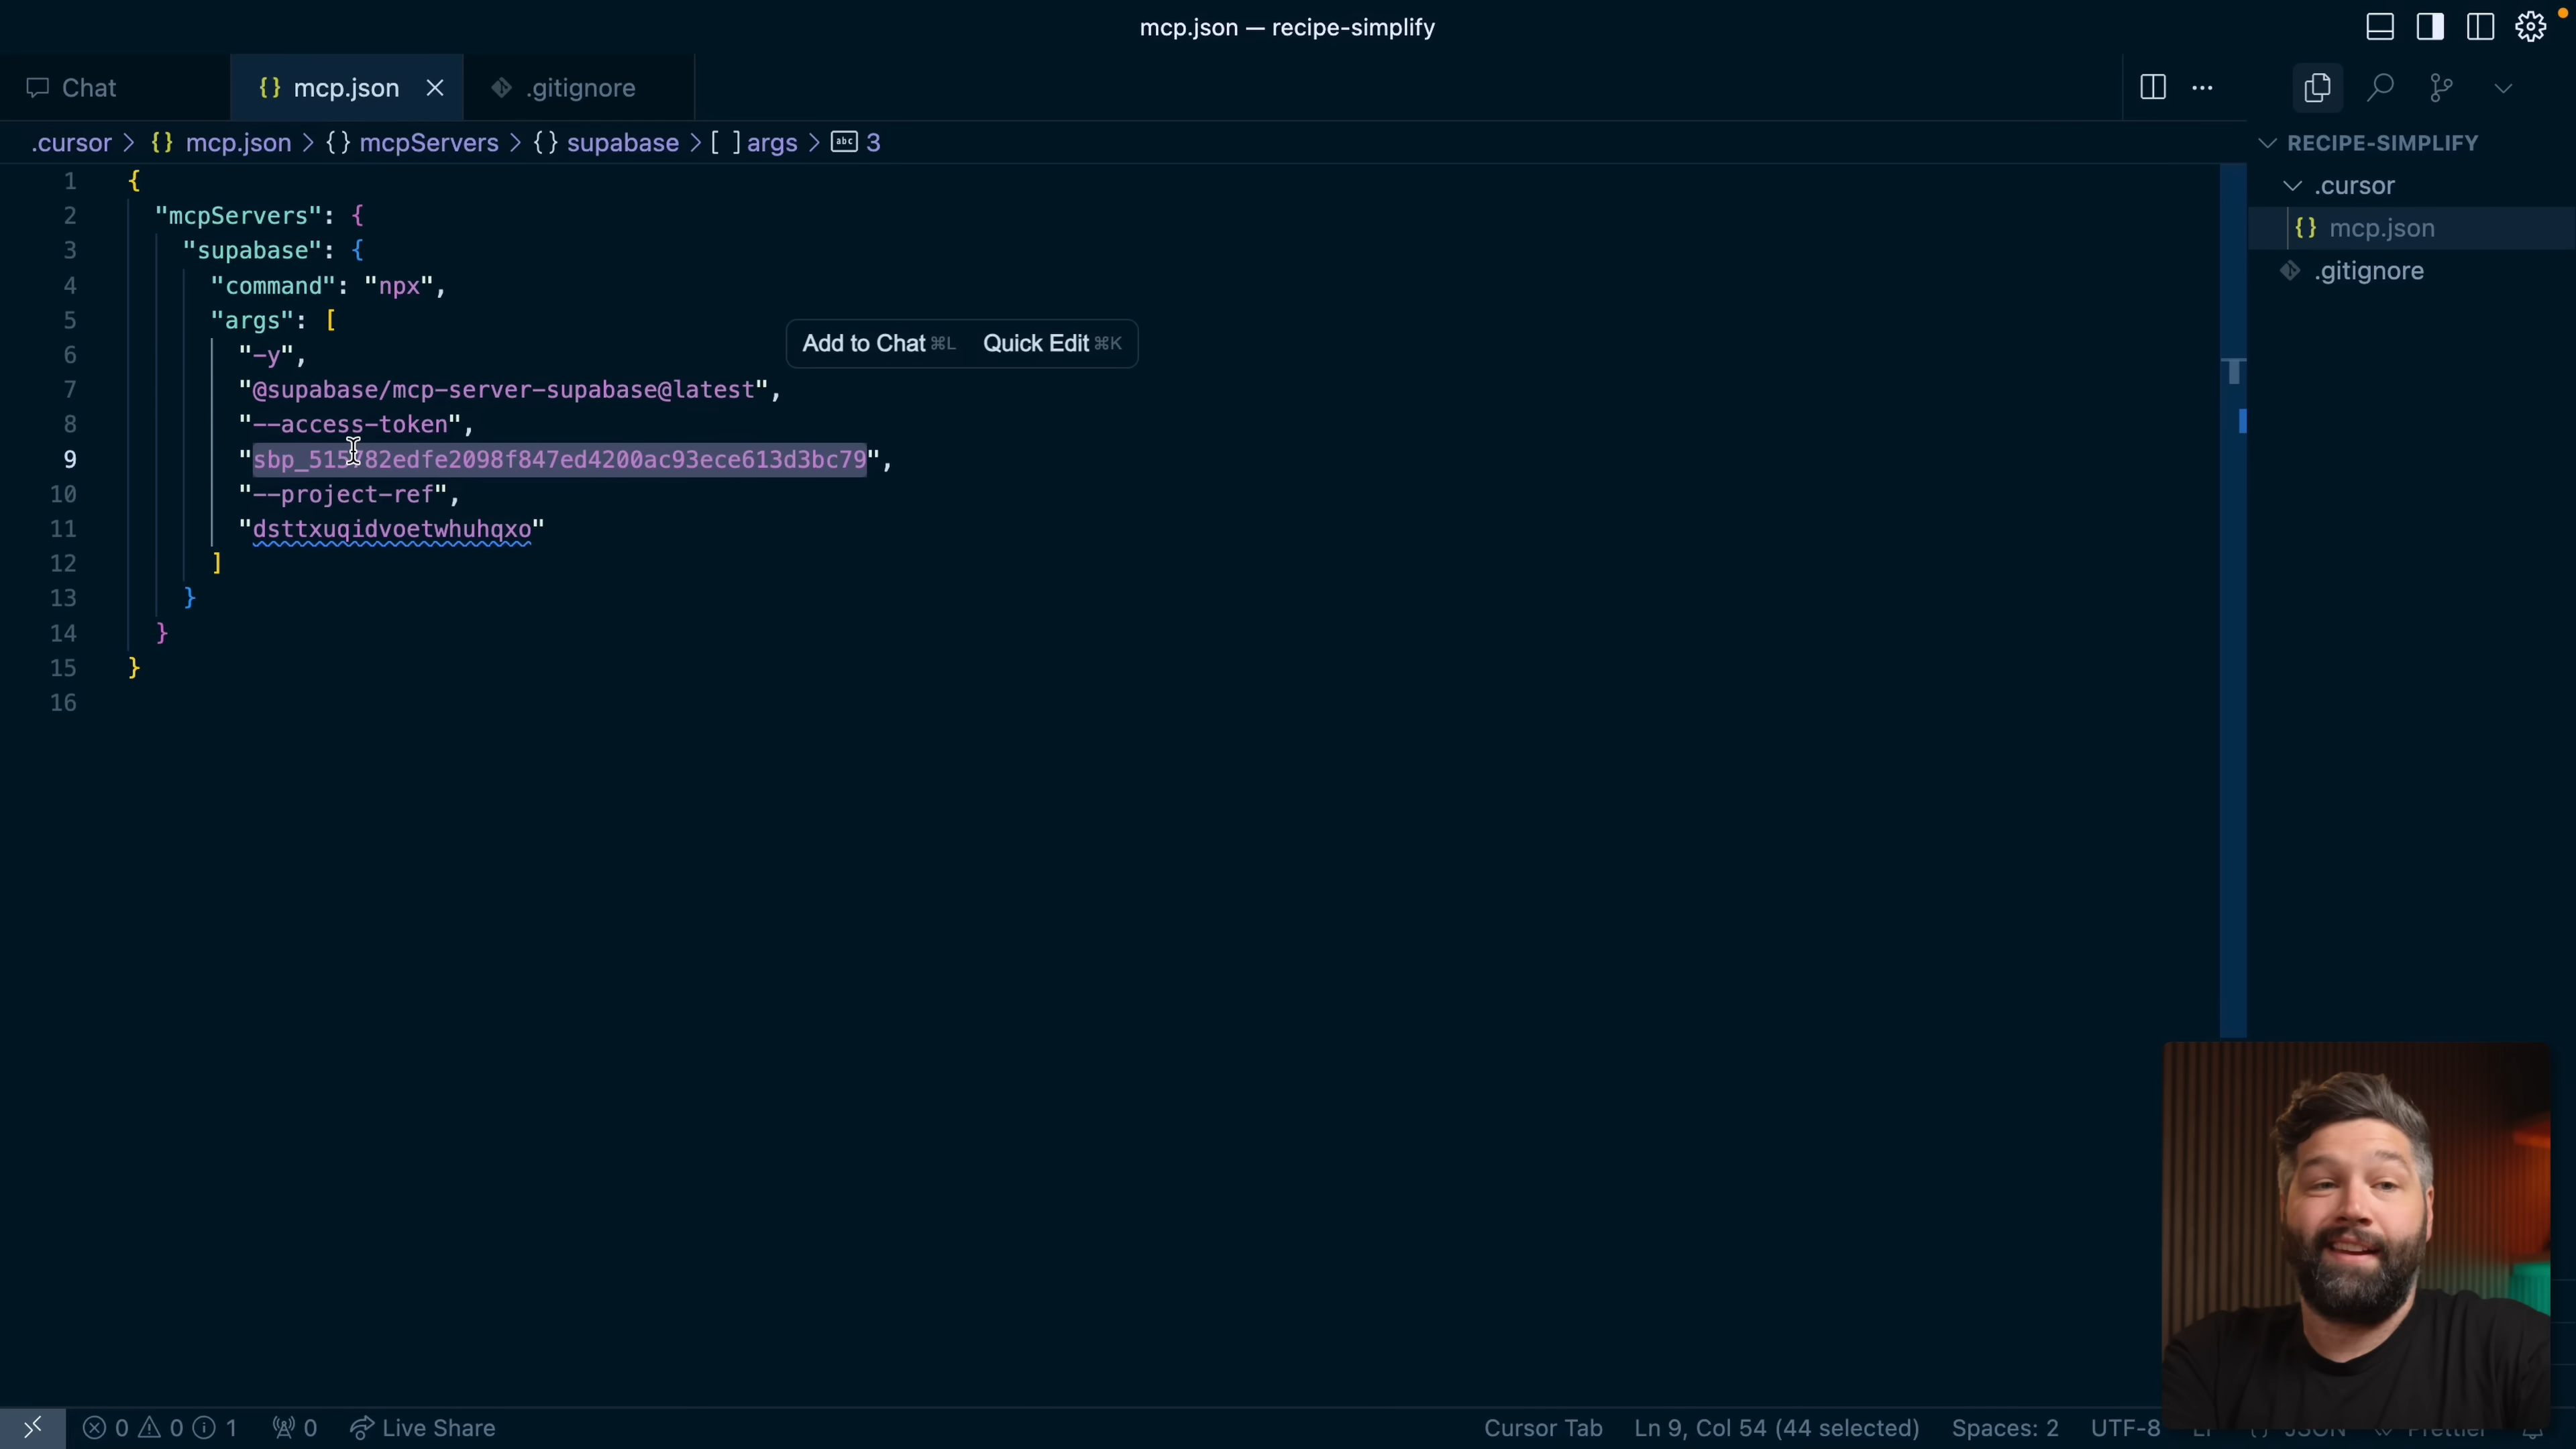 mcp.json — recipe-simplify
Chat
{} mcp.json
.gitignore
.cursor > {} mcp.json > {} mcpServers > {} supabase > [ ] args > abc 3
RECIPE-SIMPLIFY
.cursor
{} mcp.json
.gitignore
1 {
2 "mcpServers": {
3 "supabase": {
4 "command": "npx",
5 "args": [
Add to Chat ⌘L Quick Edit ⌘K
6 "-y",
7 "@supabase/mcp-server-supabase@latest",
8 "--access-token",
9 "sbp_515782edfe2098f847ed4200ac93ece613d3bc79",
10 "--project-ref",
11 "dsttxuqidvoetwhuhqxo"
12 ]
13 }
14 }
15 }
16
0 0 1 0 Live Share Cursor Tab Ln 9, Col 54 (44 selected) Spaces: 2 UTF-8